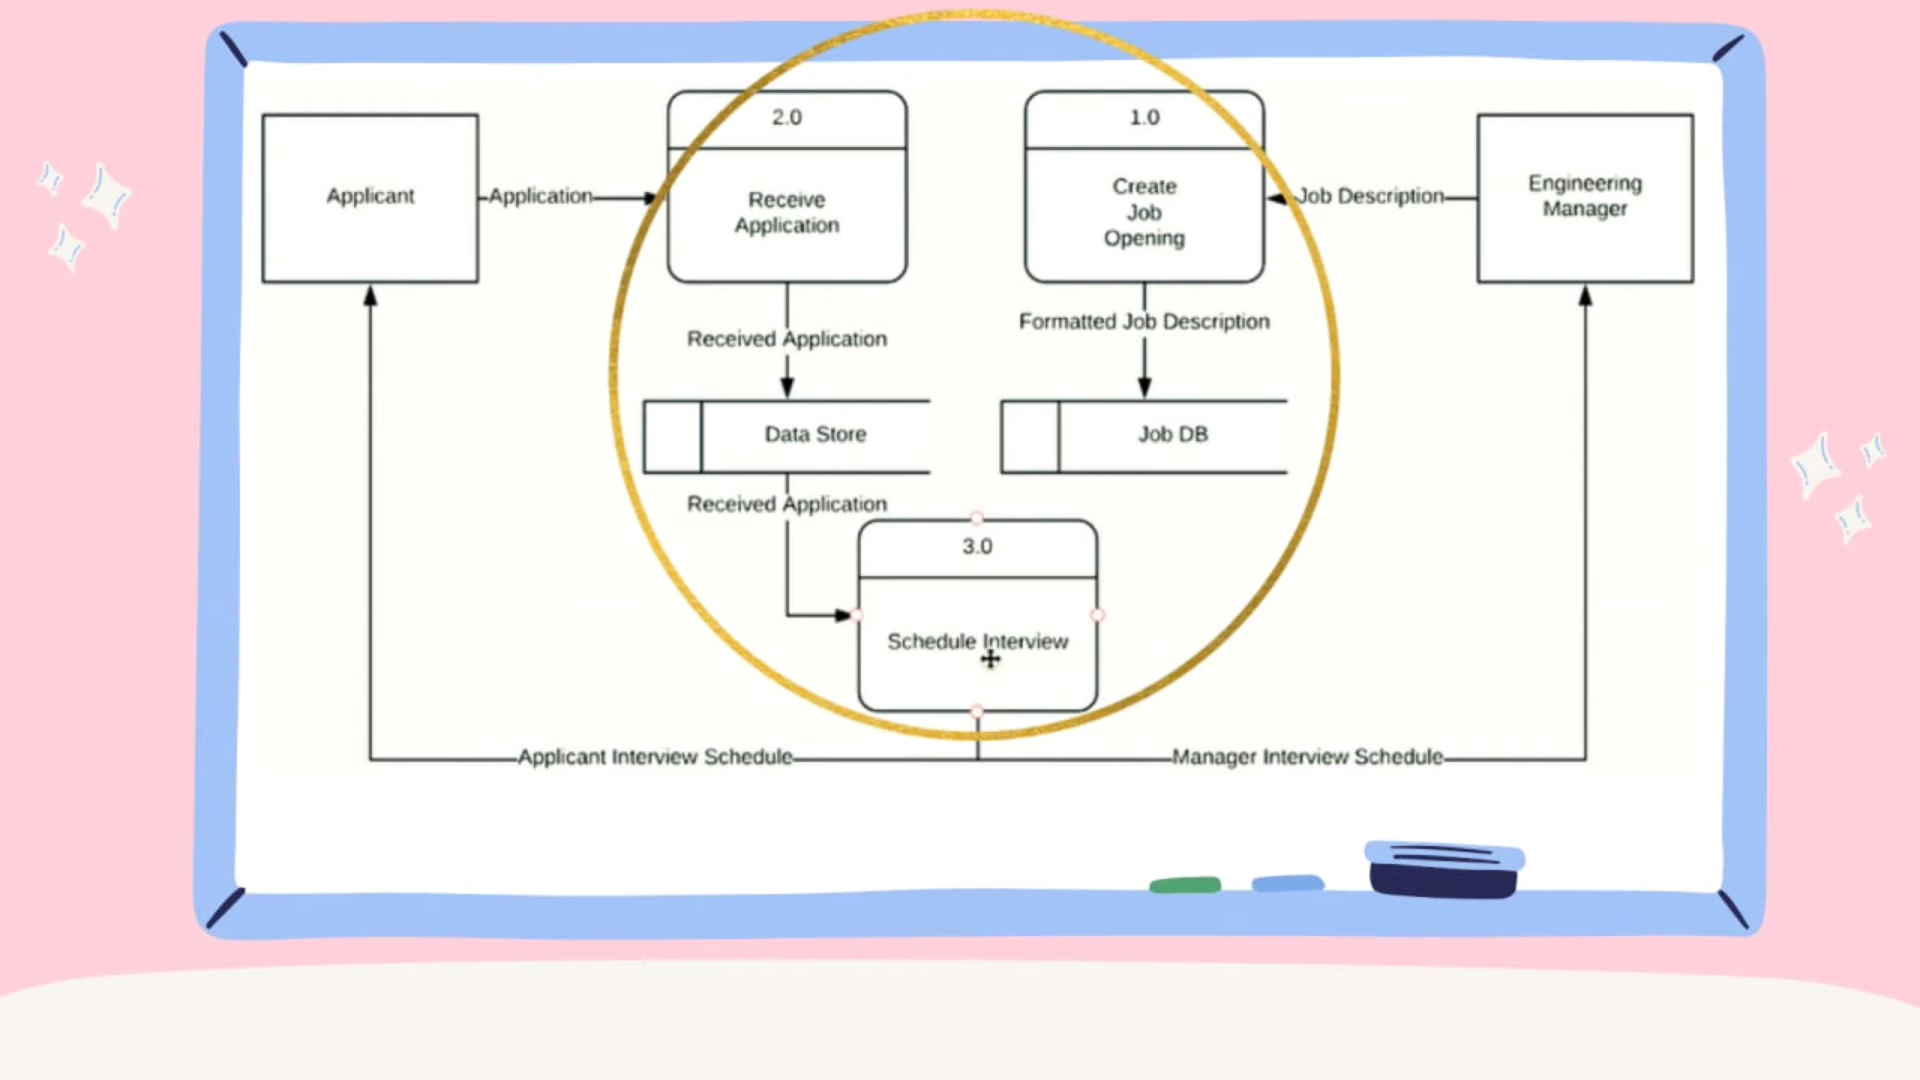 2.0
1.0
Applicant
Application
Receive
Application
Create
Job
Opening
Job Description
Engineering
Manager
Received Application
Formatted Job Description
Data Store
Job DB
Received Application
3.0
Schedule Interview
Applicant Interview Schedule
Manager Interview Schedule